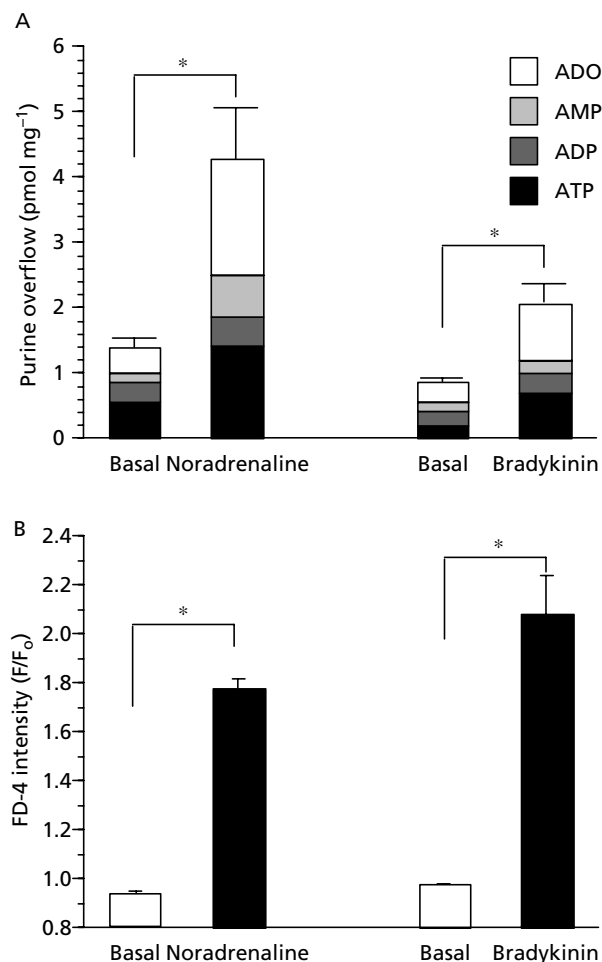 A
Purine overflow (pmol mg⁻¹)
6
5
4
3
2
1
0
*
*
ADO
AMP
ADP
ATP
Basal Noradrenaline
Basal Bradykinin
B
FD-4 intensity (F/Fₒ)
2.4
2.2
2.0
1.8
1.6
1.4
1.2
1.0
0.8
*
*
Basal Noradrenaline
Basal Bradykinin